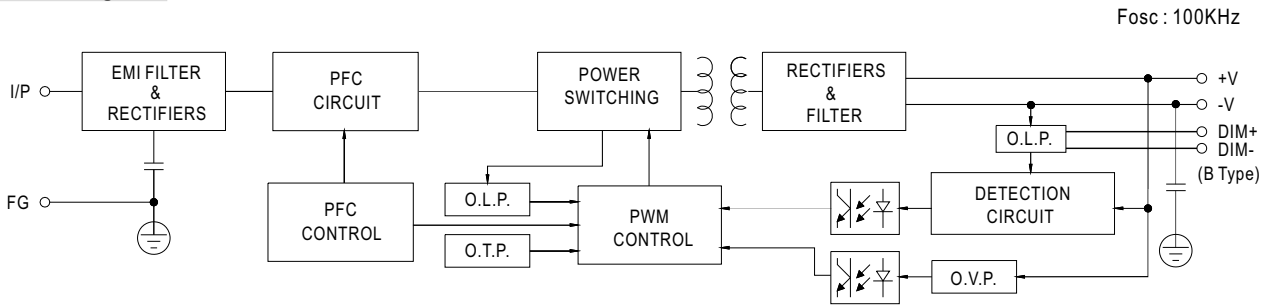 Fosc : 100KHz
I/P
EMI FILTER
&
RECTIFIERS
PFC
CIRCUIT
POWER
SWITCHING
RECTIFIERS
&
FILTER
+V
-V
DIM+
DIM-
(B Type)
O.L.P.
FG
PFC
CONTROL
O.L.P.
O.T.P.
PWM
CONTROL
DETECTION
CIRCUIT
O.V.P.